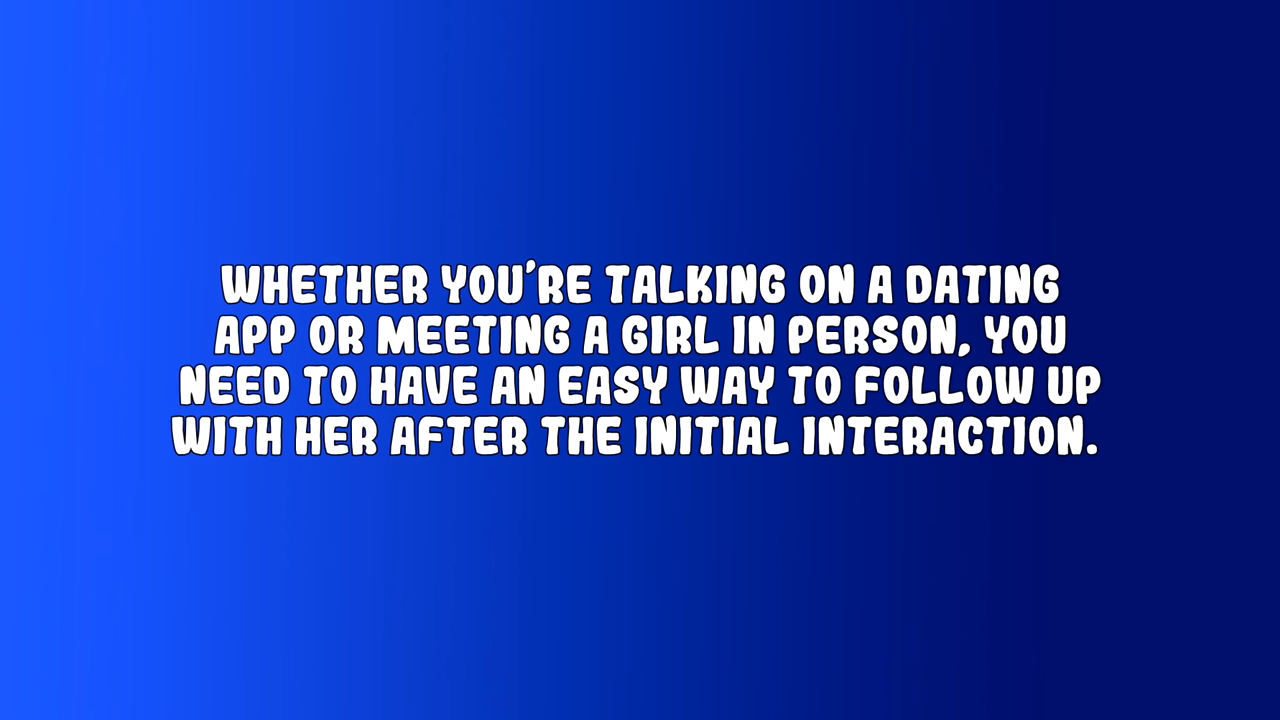 WHETHER YOU'RE TALKING ON A DATING
APP OR MEETING A GIRL IN PERSON, YOU
NEED TO HAVE AN EASY WAY TO FOLLOW UP
WITH HER AFTER THE INITIAL INTERACTION.